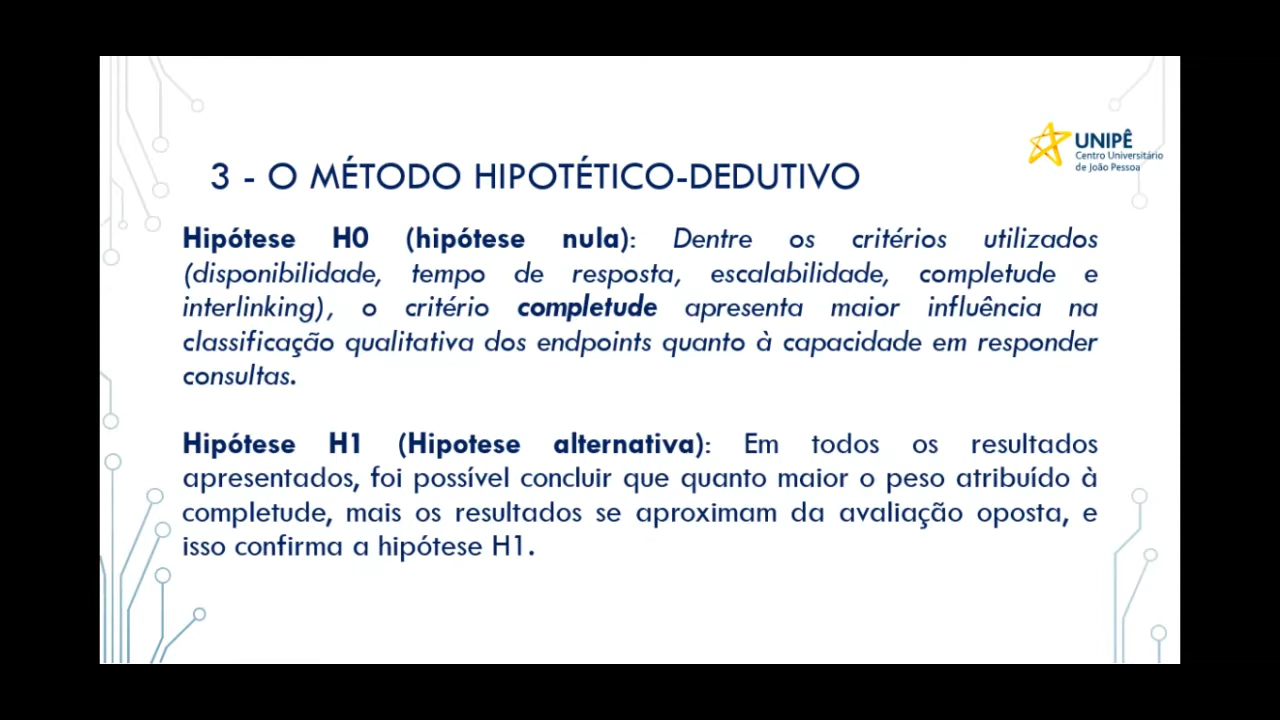 UNIPÊ
Centro Universitário
de João Pessoa
3 - O MÉTODO HIPOTÉTICO-DEDUTIVO
Hipótese H0 (hipótese nula): Dentre os critérios utilizados
(disponibilidade, tempo de resposta, escalabilidade, completude e
interlinking), o critério completude apresenta maior influência na
classificação qualitativa dos endpoints quanto à capacidade em responder
consultas.
Hipótese H1 (Hipotese alternativa): Em todos os resultados
apresentados, foi possível concluir que quanto maior o peso atribuído à
completude, mais os resultados se aproximam da avaliação oposta, e
isso confirma a hipótese H1.